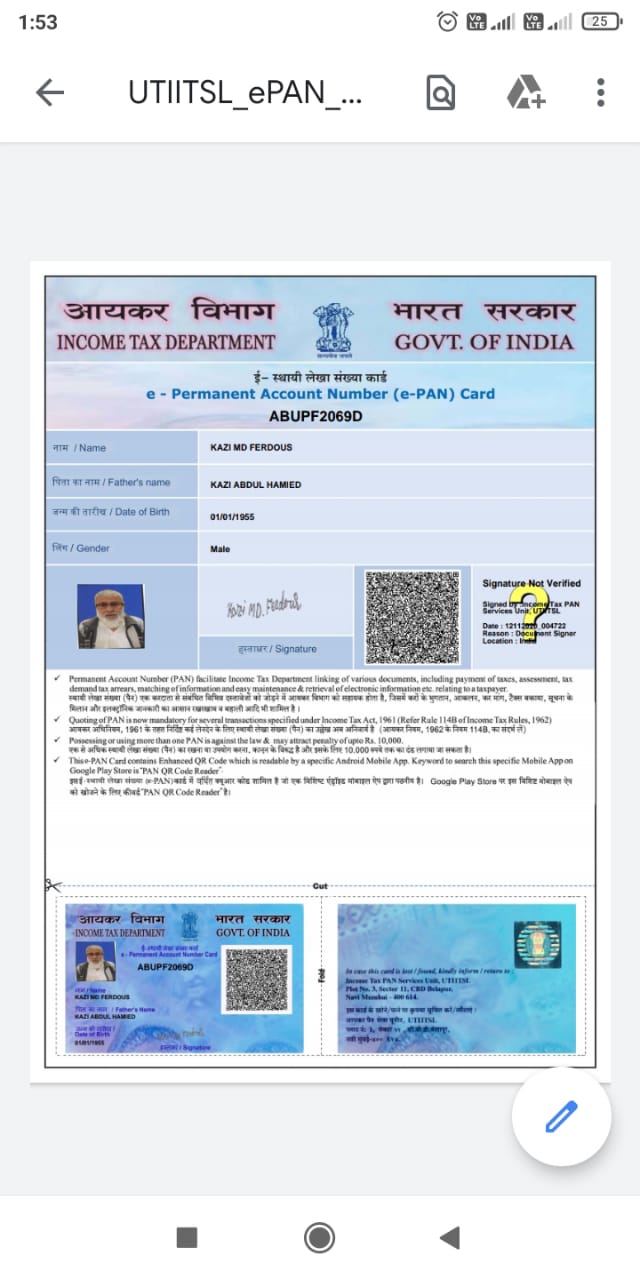 1:53
Vo LTE
Vo LTE
25
UTIITSL_ePAN_...
आयकर विभाग
भारत सरकार
INCOME TAX DEPARTMENT
GOVT. OF INDIA
सत्यमेव जयते
ई- स्थायी लेखा संख्या कार्ड
e - Permanent Account Number (e-PAN) Card
ABUPF2069D
नाम / Name
KAZI MD FERDOUS
पिता का नाम / Father's name
KAZI ABDUL HAMIED
जन्म की तारीख / Date of Birth
01/01/1955
लिंग / Gender
Male
Kazi MD. Ferdous
हस्ताक्षर / Signature
Signature Not Verified
Signed by :Income Tax PAN
Services Unit, UTIITSL
Reason : Document Signer
Location : India
✓ Permanent Account Number (PAN) facilitate Income Tax Department linking of various documents, including payment of taxes, assessment, tax
demand tax arrears, matching of information and easy maintenance & retrieval of electronic information etc. relating to a taxpayer.
स्थायी लेखा संख्या (पैन) एक करदाता से संबंधित विभिन्न दस्तावेजों को जोड़ने में आयकर विभाग को सहायक होता है, जिसमें करों के भुगतान, आकलन, कर मांग, टैक्स बकाया, सूचना के
मिलान और इलक्ट्रॉनिक जानकारी का आसान रखरखाव व बहाली आदि भी शामिल है।
✓ Quoting of PAN is now mandatory for several transactions specified under Income Tax Act, 1961 (Refer Rule 114B of Income Tax Rules, 1962)
आयकर अधिनियम, 1961 के तहत निर्दिष्ट कई लेनदेन के लिए स्थायी लेखा संख्या (पैन) का उल्लेख अब अनिवार्य है (आयकर नियम, 1962 के नियम 114B, का संदर्भ लें)
✓ Possessing or using more than one PAN is against the law & may attract penalty of upto Rs. 10,000.
एक से अधिक स्थायी लेखा संख्या (पैन) का रखना या उपयोग करना, कानून के विरुद्ध है और इसके लिए 10,000 रुपये तक का दंड लगाया जा सकता है।
✓ This e-PAN Card contains Enhanced QR Code which is readable by a specific Android Mobile App. Keyword to search this specific Mobile App on
Google Play Store is "PAN QR Code Reader"
इसई-स्थायी लेखा संख्या (e-PAN) कार्ड में वर्धित क्यूआर कोड शामिल है जो एक विशिष्ट एंड्रॉइड मोबाइल ऐप द्वारा पठनीय है। Google Play Store पर इस विशिष्ट मोबाइल ऐप
को खोजने के लिए कीवर्ड "PAN QR Code Reader" है।
Cut
आयकर विभाग
भारत सरकार
INCOME TAX DEPARTMENT
GOVT. OF INDIA
ई-स्थायी लेखा संख्या कार्ड
e - Permanent Account Number Card
ABUPF2069D
नाम / Name
KAZI MD FERDOUS
पिता का नाम / Father's Name
KAZI ABDUL HAMIED
जन्म की तारीख /
Date of Birth
01/01/1955
हस्ताक्षर / Signature
Fold
In case this card is lost / found, kindly inform / return to :
Income Tax PAN Services Unit, UTIITSL
Plot No. 3, Sector 11, CBD Belapur,
Navi Mumbai - 400 614.
इस कार्ड के खोने/पाने पर कृपया सूचित करें/लौटाएं :
आयकर पैन सेवा यूनीट, UTIITSL
प्लाट नं: ३, सेक्टर ११, सी.बी.डी.बेलापूर,
नवी मुंबई-४०० ६१४.